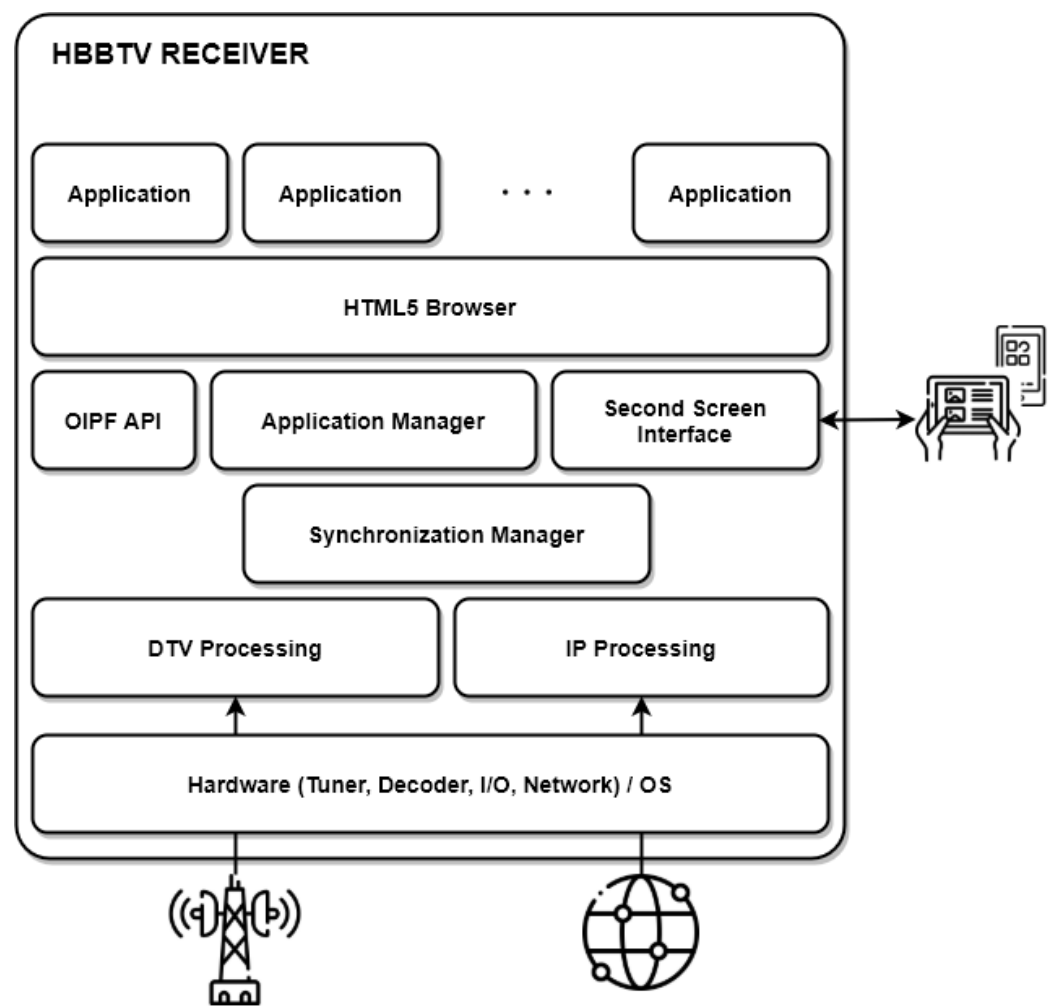 HBBTV RECEIVER
Application
Application
. . .
Application
HTML5 Browser
OIPF API
Application Manager
Second Screen
Interface
Synchronization Manager
DTV Processing
IP Processing
Hardware (Tuner, Decoder, I/O, Network) / OS